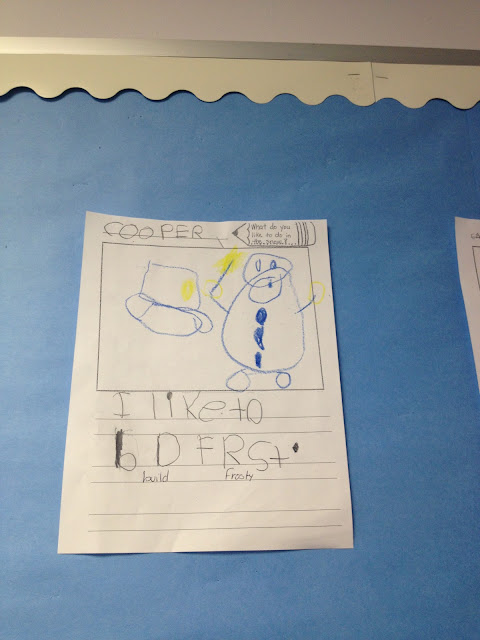 COOPER
What do you
like to do in
the snow?...
I like to
b D FRSt.
build frosty